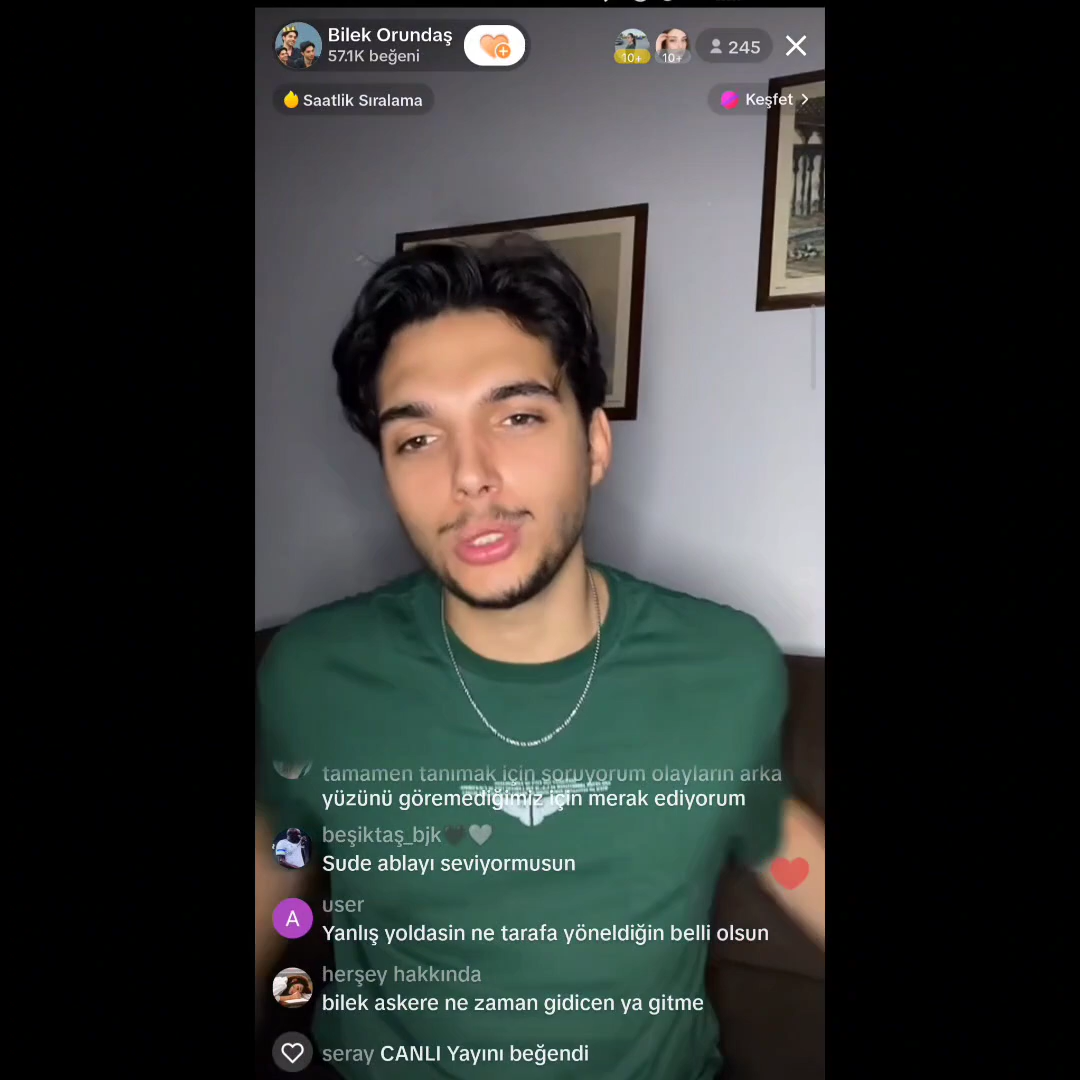 Bilek Orundaş
57.1K beğeni
10+
10+
245
Saatlik Sıralama
Keşfet
tamamen tanımak için soruyorum olayların arka
yüzünü göremediğimiz için merak ediyorum
beşiktaş_bjk🖤🤍
Sude ablayı seviyormusun
A
user
Yanlış yoldasin ne tarafa yöneldiğin belli olsun
herşey hakkında
bilek askere ne zaman gidicen ya gitme
seray CANLI Yayını beğendi